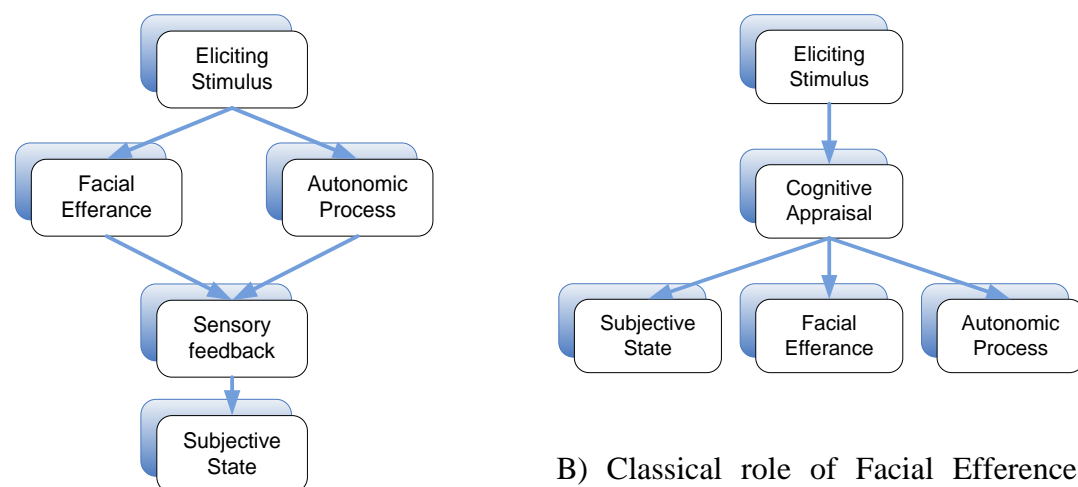 Eliciting
Stimulus
Facial
Efferance
Autonomic
Process
Sensory
feedback
Subjective
State
Eliciting
Stimulus
Cognitive
Appraisal
Subjective
State
Facial
Efferance
Autonomic
Process
B) Classical role of Facial Efference